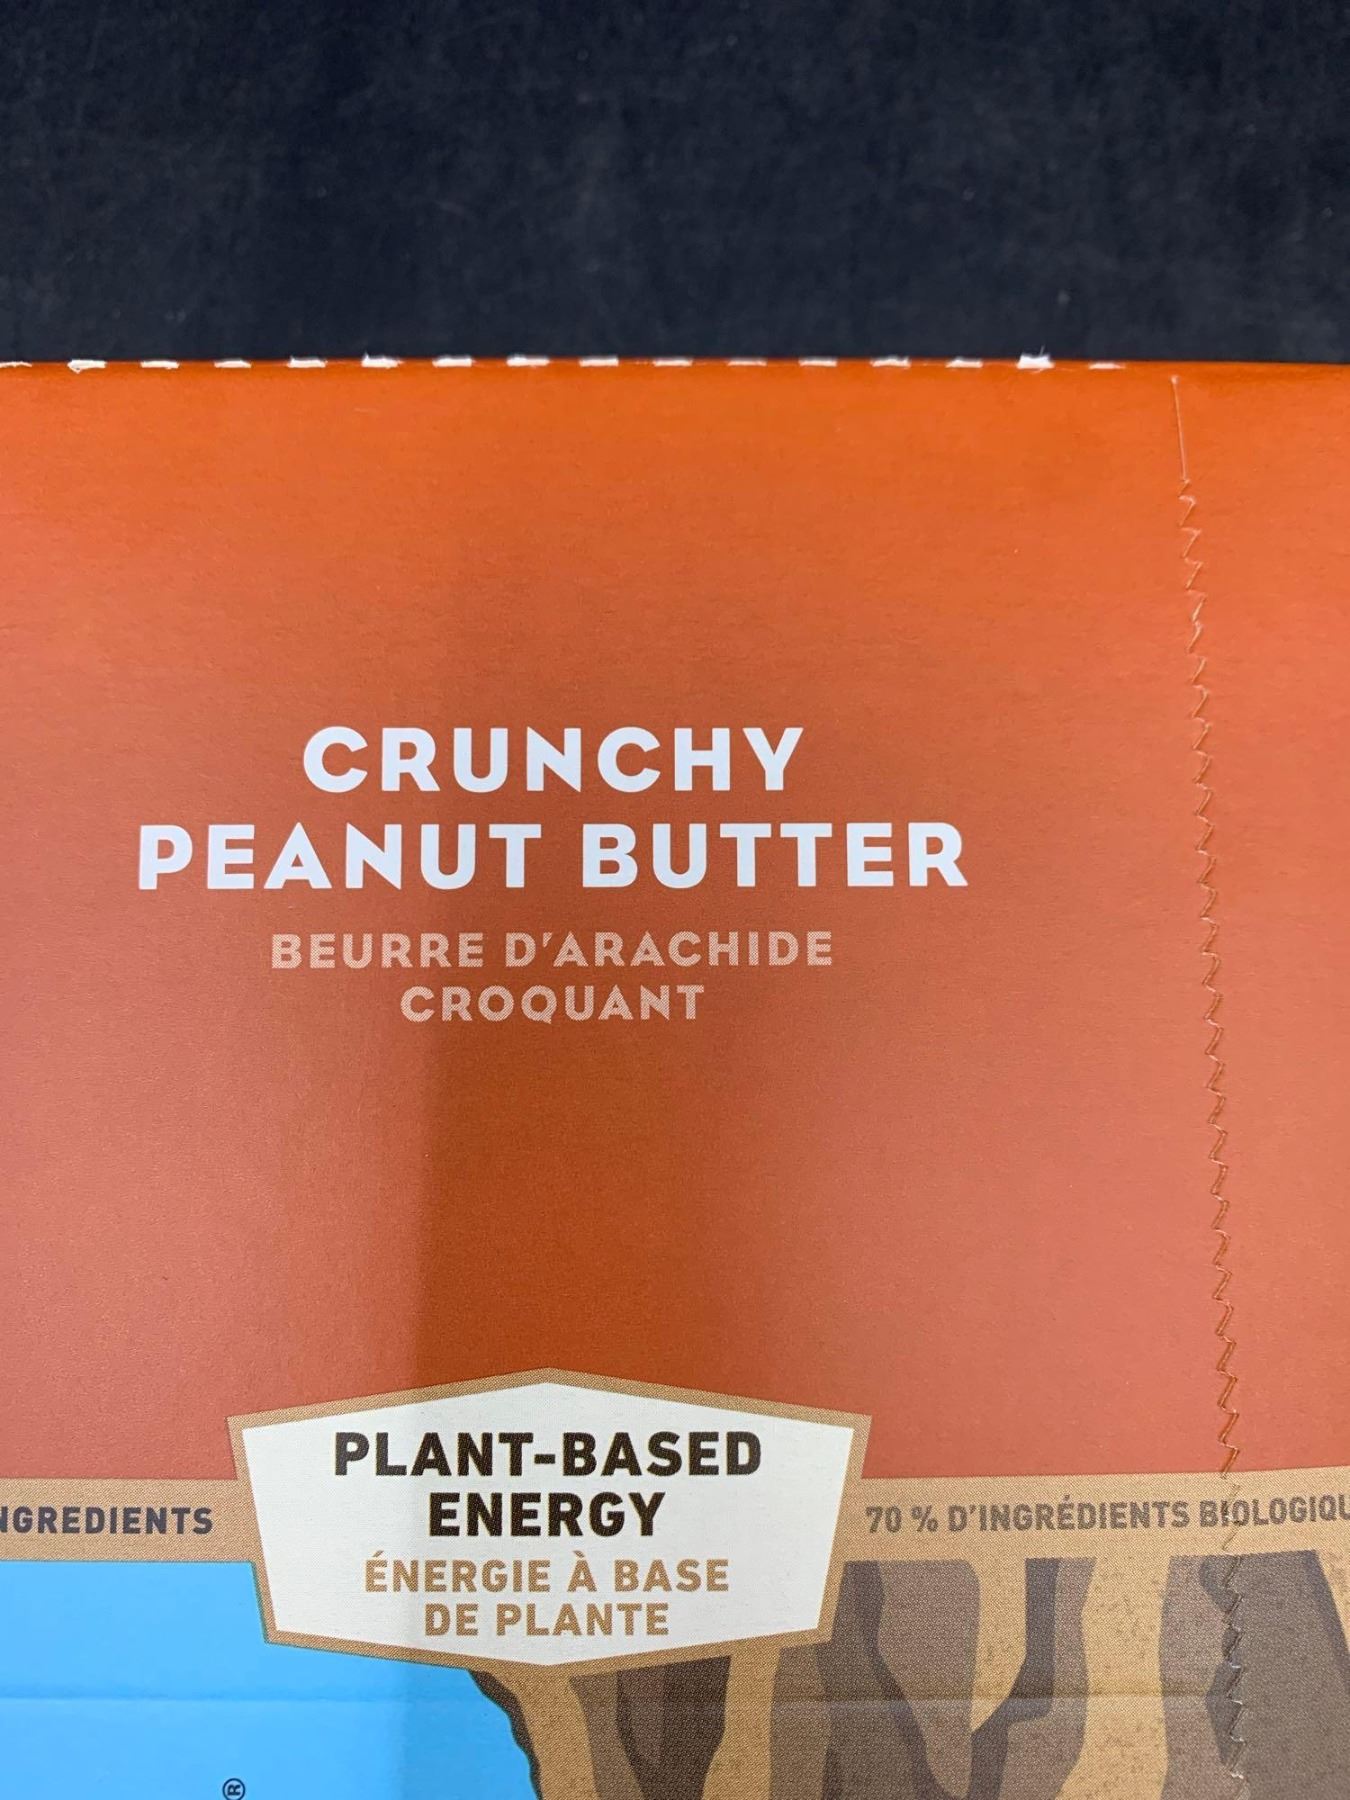 CRUNCHY
PEANUT BUTTER
BEURRE D'ARACHIDE
CROQUANT
PLANT-BASED
ENERGY
ÉNERGIE À BASE
DE PLANTE
NGREDIENTS
70 % D'INGRÉDIENTS BIOLOGIQU
®